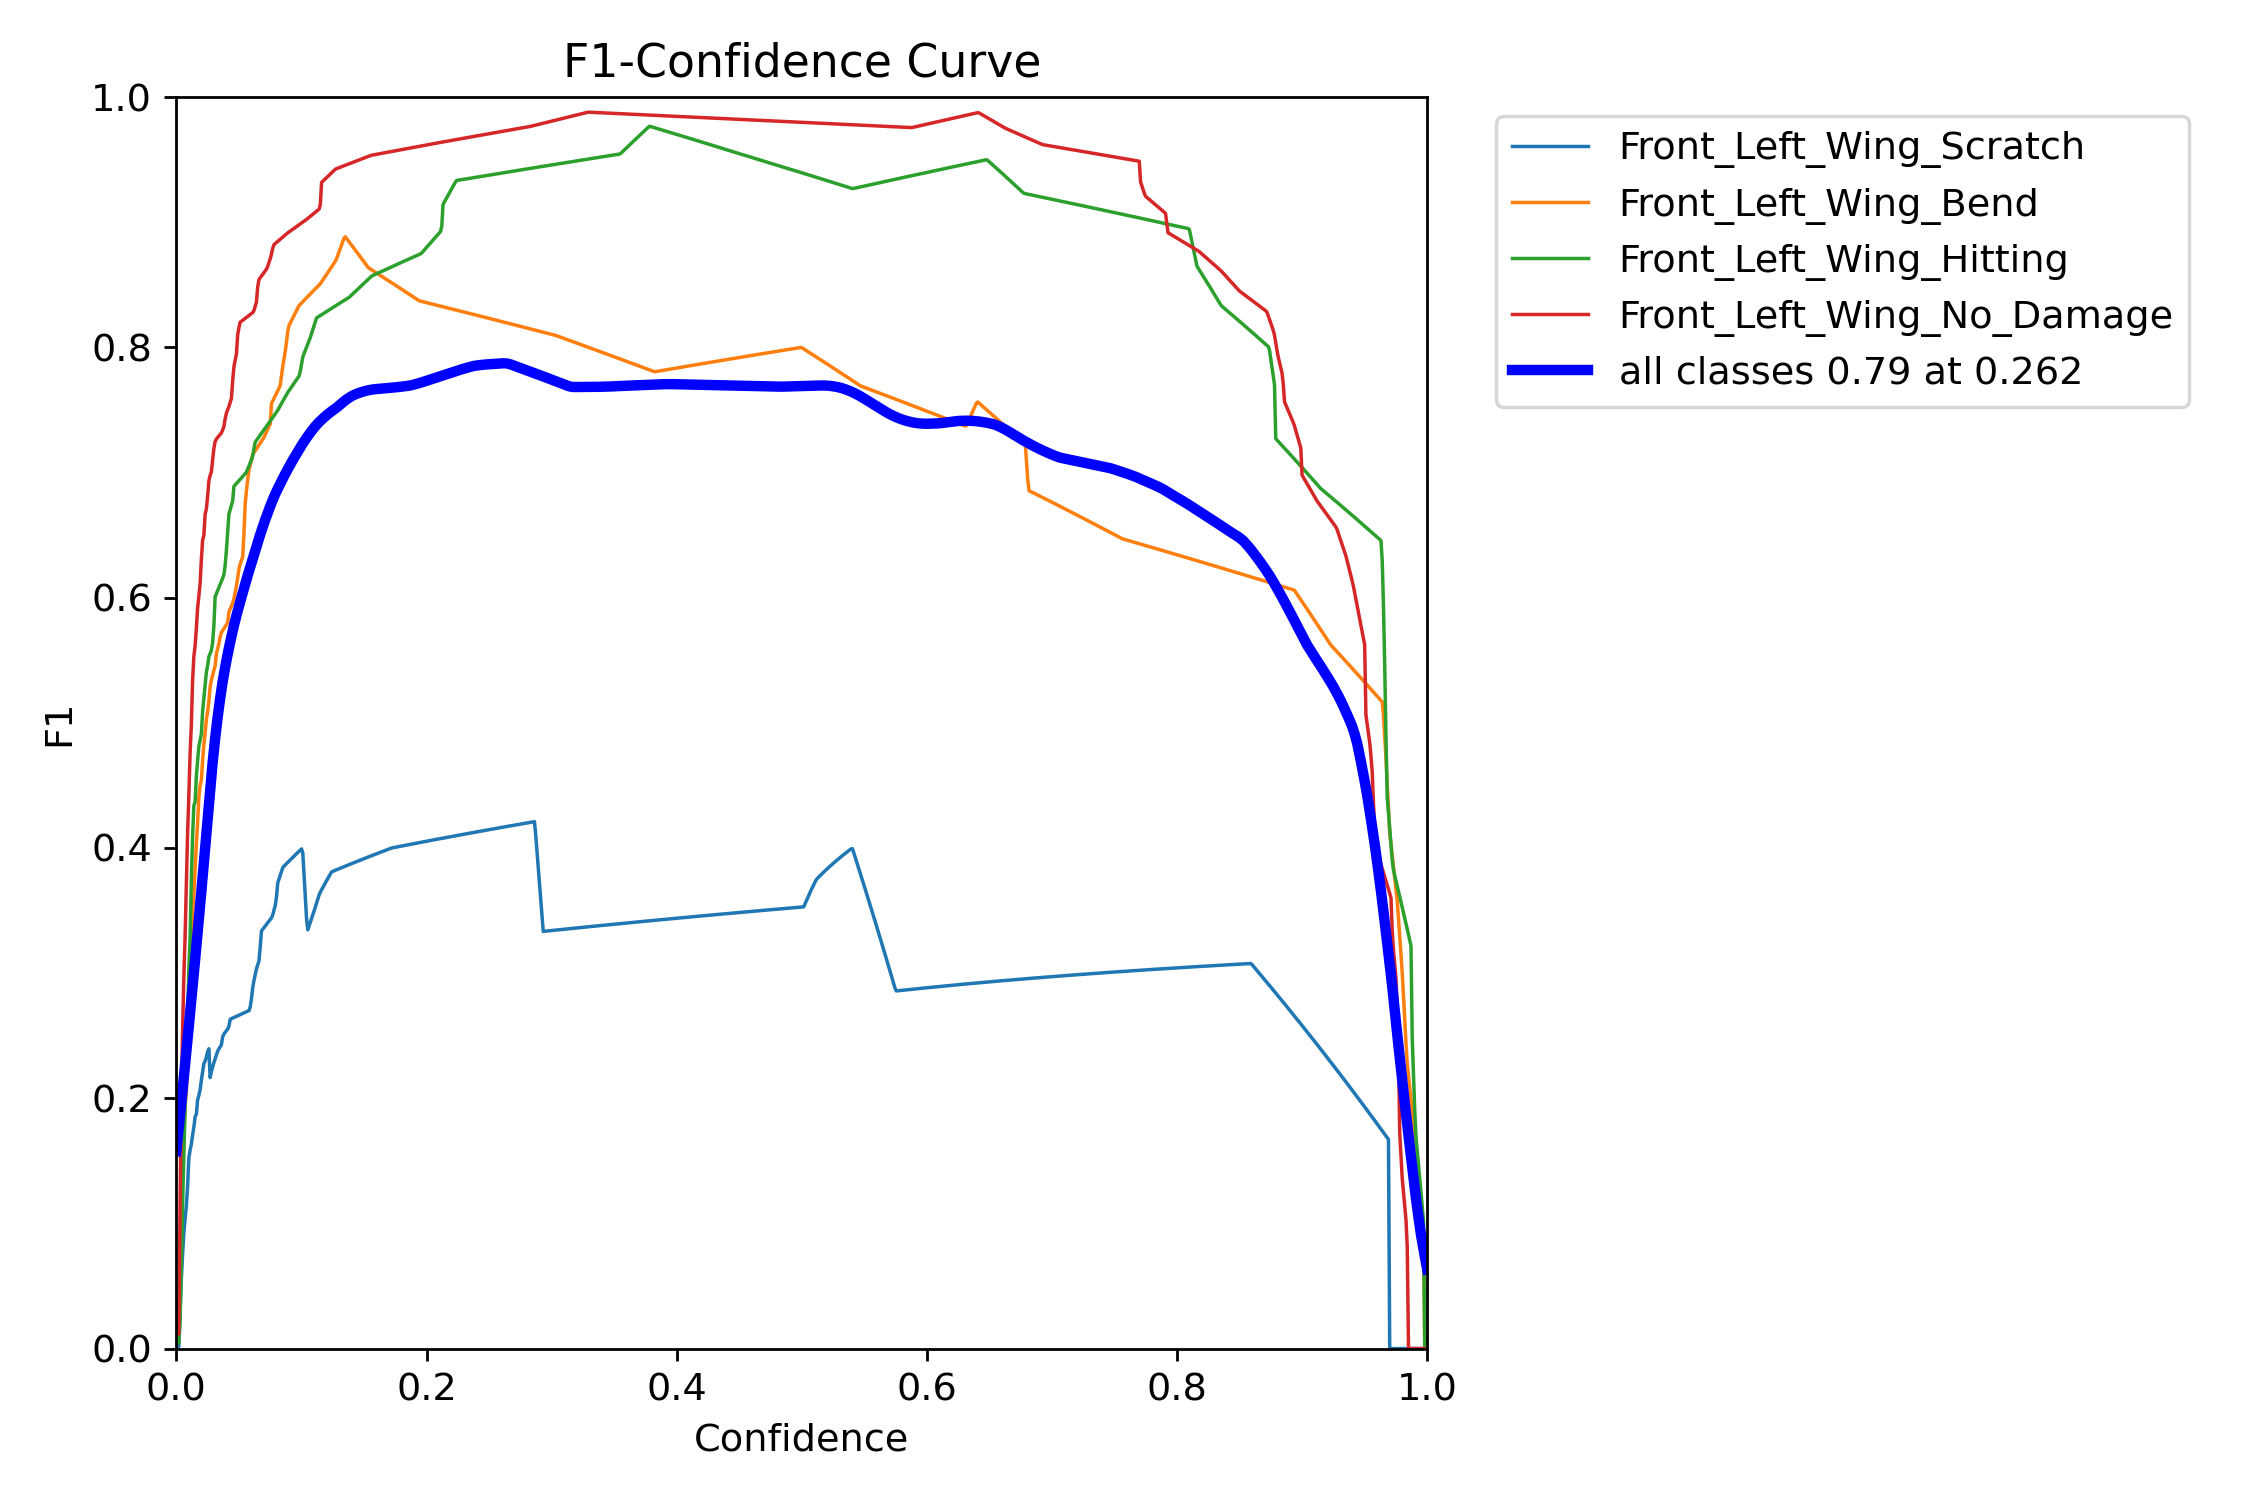 F1-Confidence Curve
1.0
0.8
0.6
0.4
0.2
0.0
F1
0.0 0.2 0.4 0.6 0.8 1.0
Confidence
Front_Left_Wing_Scratch
Front_Left_Wing_Bend
Front_Left_Wing_Hitting
Front_Left_Wing_No_Damage
all classes 0.79 at 0.262